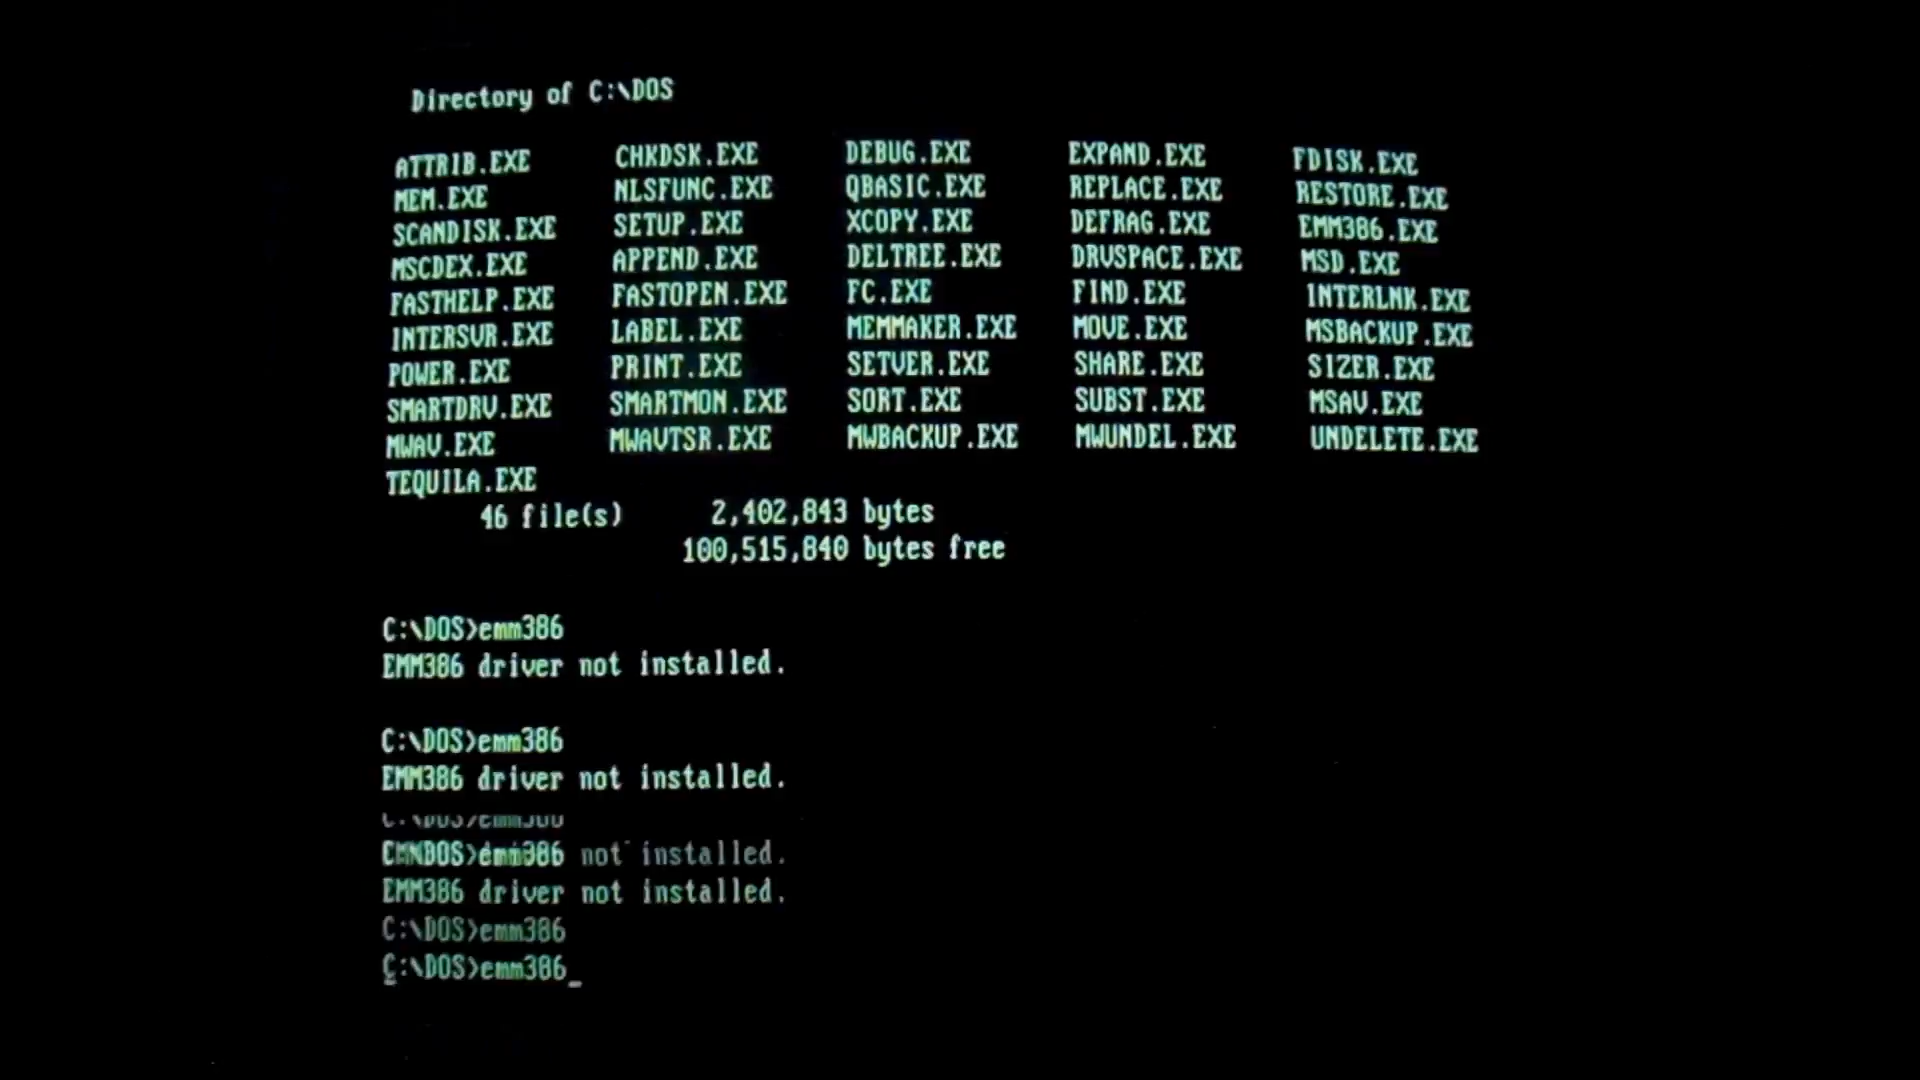 Directory of C:\DOS
ATTRIB.EXE CHKDSK.EXE DEBUG.EXE EXPAND.EXE FDISK.EXE
MEM.EXE NLSFUNC.EXE QBASIC.EXE REPLACE.EXE RESTORE.EXE
SCANDISK.EXE SETUP.EXE XCOPY.EXE DEFRAG.EXE EMM386.EXE
MSCDEX.EXE APPEND.EXE DELTREE.EXE DRVSPACE.EXE MSD.EXE
FASTHELP.EXE FASTOPEN.EXE FC.EXE FIND.EXE INTERLNK.EXE
INTERSVR.EXE LABEL.EXE MEMMAKER.EXE MOVE.EXE MSBACKUP.EXE
POWER.EXE PRINT.EXE SETVER.EXE SHARE.EXE SIZER.EXE
SMARTDRV.EXE SMARTMON.EXE SORT.EXE SUBST.EXE MSAV.EXE
MWAV.EXE MWAVTSR.EXE MWBACKUP.EXE MWUNDEL.EXE UNDELETE.EXE
TEQUILA.EXE
46 file(s) 2,402,843 bytes
100,515,840 bytes free
C:\DOS>emm386
EMM386 driver not installed.
C:\DOS>emm386
EMM386 driver not installed.
not installed.
EMM386 driver not installed.
C:\DOS>emm386
C:\DOS>emm386_